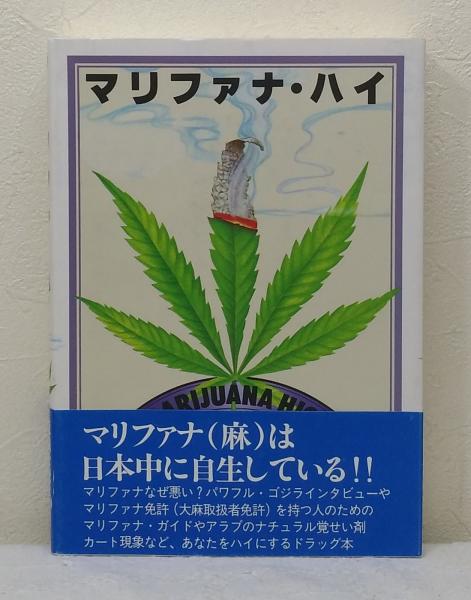 マリファナ・ハイ
MARIJUANA HIGH
マリファナ(麻)は
日本中に自生している!!
マリファナなぜ悪い?パワフル・ゴジラインタビューや
マリファナ免許(大麻取扱者免許)を持つ人のための
マリファナ・ガイドやアラブのナチュラル覚せい剤
カート現象など、あなたをハイにするドラッグ本